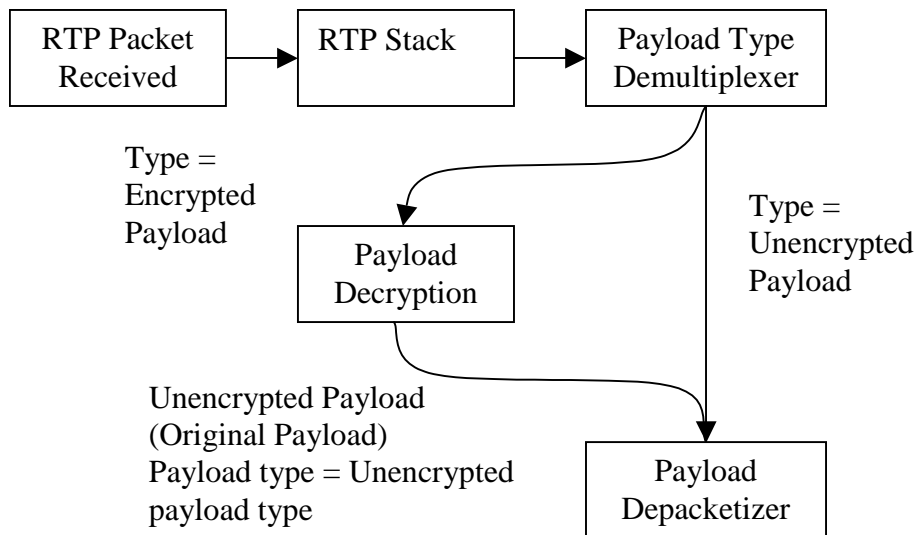 RTP Packet
Received
RTP Stack
Payload Type
Demultiplexer
Type =
Encrypted
Payload
Type =
Unencrypted
Payload
Payload
Decryption
Unencrypted Payload
(Original Payload)
Payload type = Unencrypted
payload type
Payload
Depacketizer